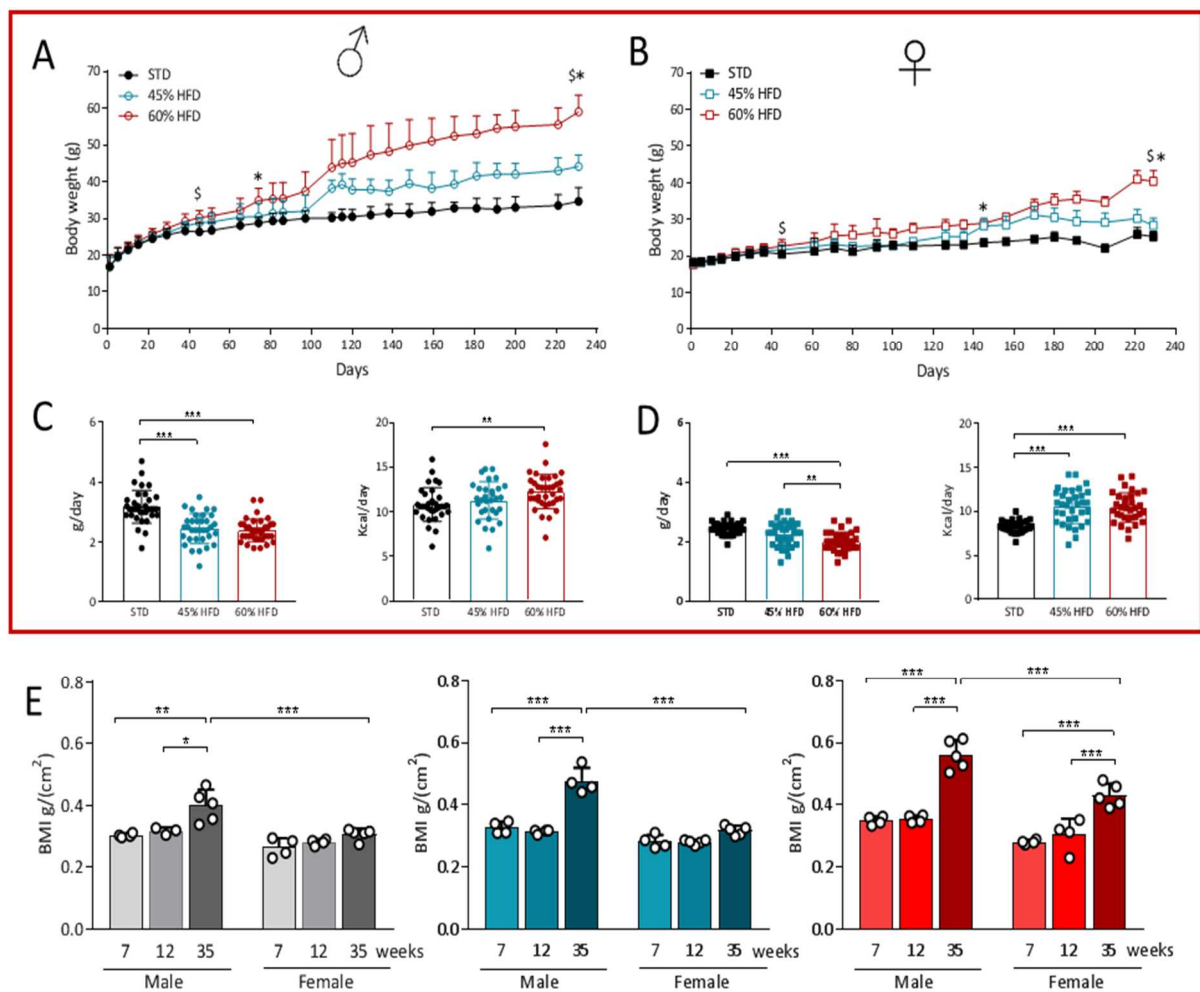 A
♂
Body weght (g)
70
60
50
40
30
20
10
0
STD
45% HFD
60% HFD
$
*
$*
0 20 40 60 80 100 120 140 160 180 200 220 240
Days
B
♀
Body weght (g)
70
60
50
40
30
20
10
0
STD
45% HFD
60% HFD
$
*
$ *
0 20 40 60 80 100 120 140 160 180 200 220 240
Days
C
g/day
6
4
2
0
***
***
STD 45% HFD 60% HFD
Kcal/day
20
15
10
5
0
**
STD 45% HFD 60% HFD
D
g/day
6
4
2
0
***
**
STD 45% HFD 60% HFD
Kcal/day
20
15
10
5
0
***
***
STD 45% HFD 60% HFD
E
BMI g/(cm²)
0.8
0.6
0.4
0.2
0.0
** ***
*
7 12 35 7 12 35 weeks
Male Female
BMI g/(cm²)
0.8
0.6
0.4
0.2
0.0
*** ***
***
7 12 35 7 12 35 weeks
Male Female
BMI g/(cm²)
0.8
0.6
0.4
0.2
0.0
*** ***
***
***
***
7 12 35 7 12 35 weeks
Male Female